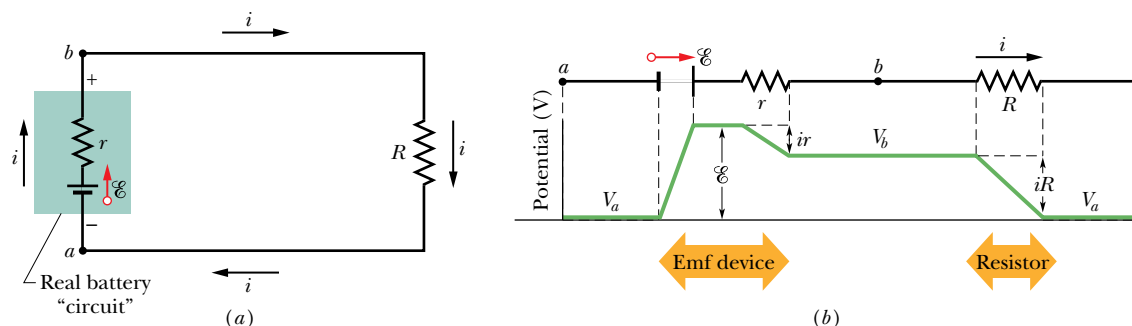 i
b
+
i
r
ℰ
R
i
−
a
i
Real battery
“circuit”
(a)
ℰ
i
a
b
r
R
Potential (V)
ir
V_b
ℰ
iR
V_a
V_a
Emf device
Resistor
(b)